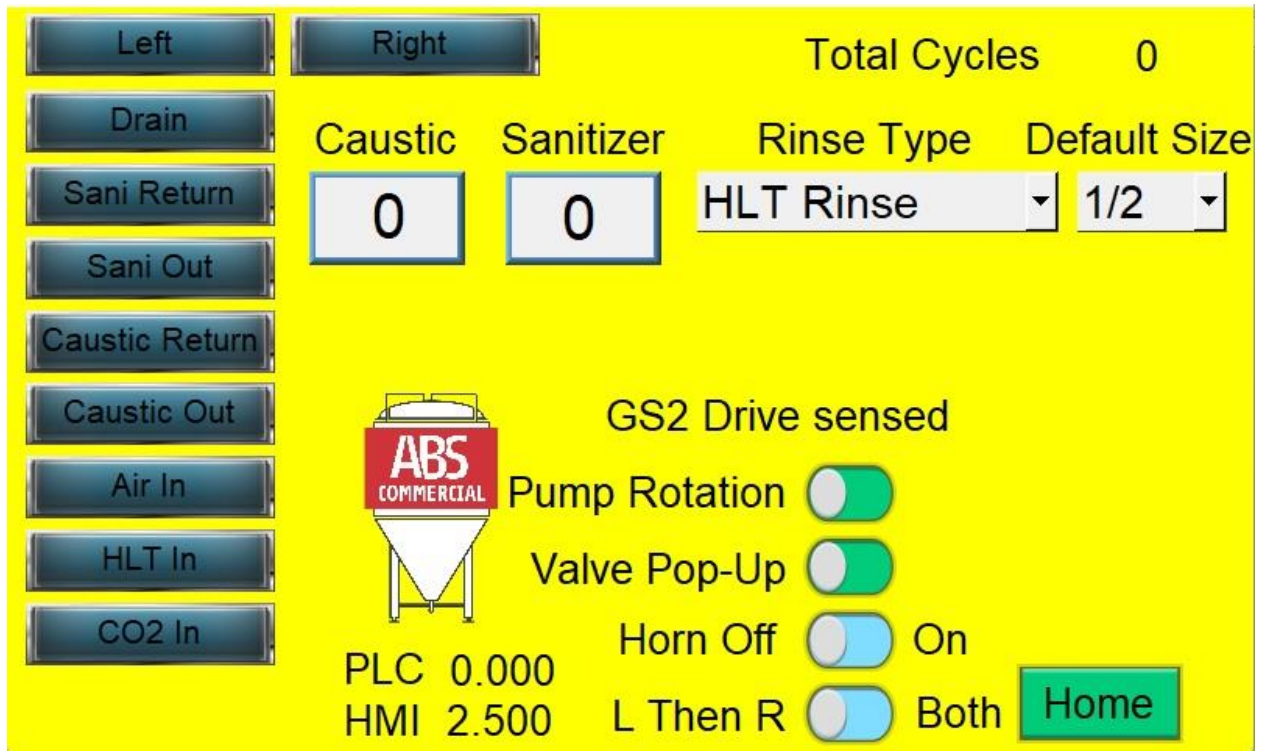 Left
Right
Total Cycles 0
Drain
Caustic
Sanitizer
Rinse Type
Default Size
Sani Return
0
0
HLT Rinse
1/2
Sani Out
Caustic Return
Caustic Out
GS2 Drive sensed
ABS
COMMERCIAL
Air In
Pump Rotation
HLT In
Valve Pop-Up
CO2 In
Horn Off On
PLC 0.000
HMI 2.500
L Then R Both
Home